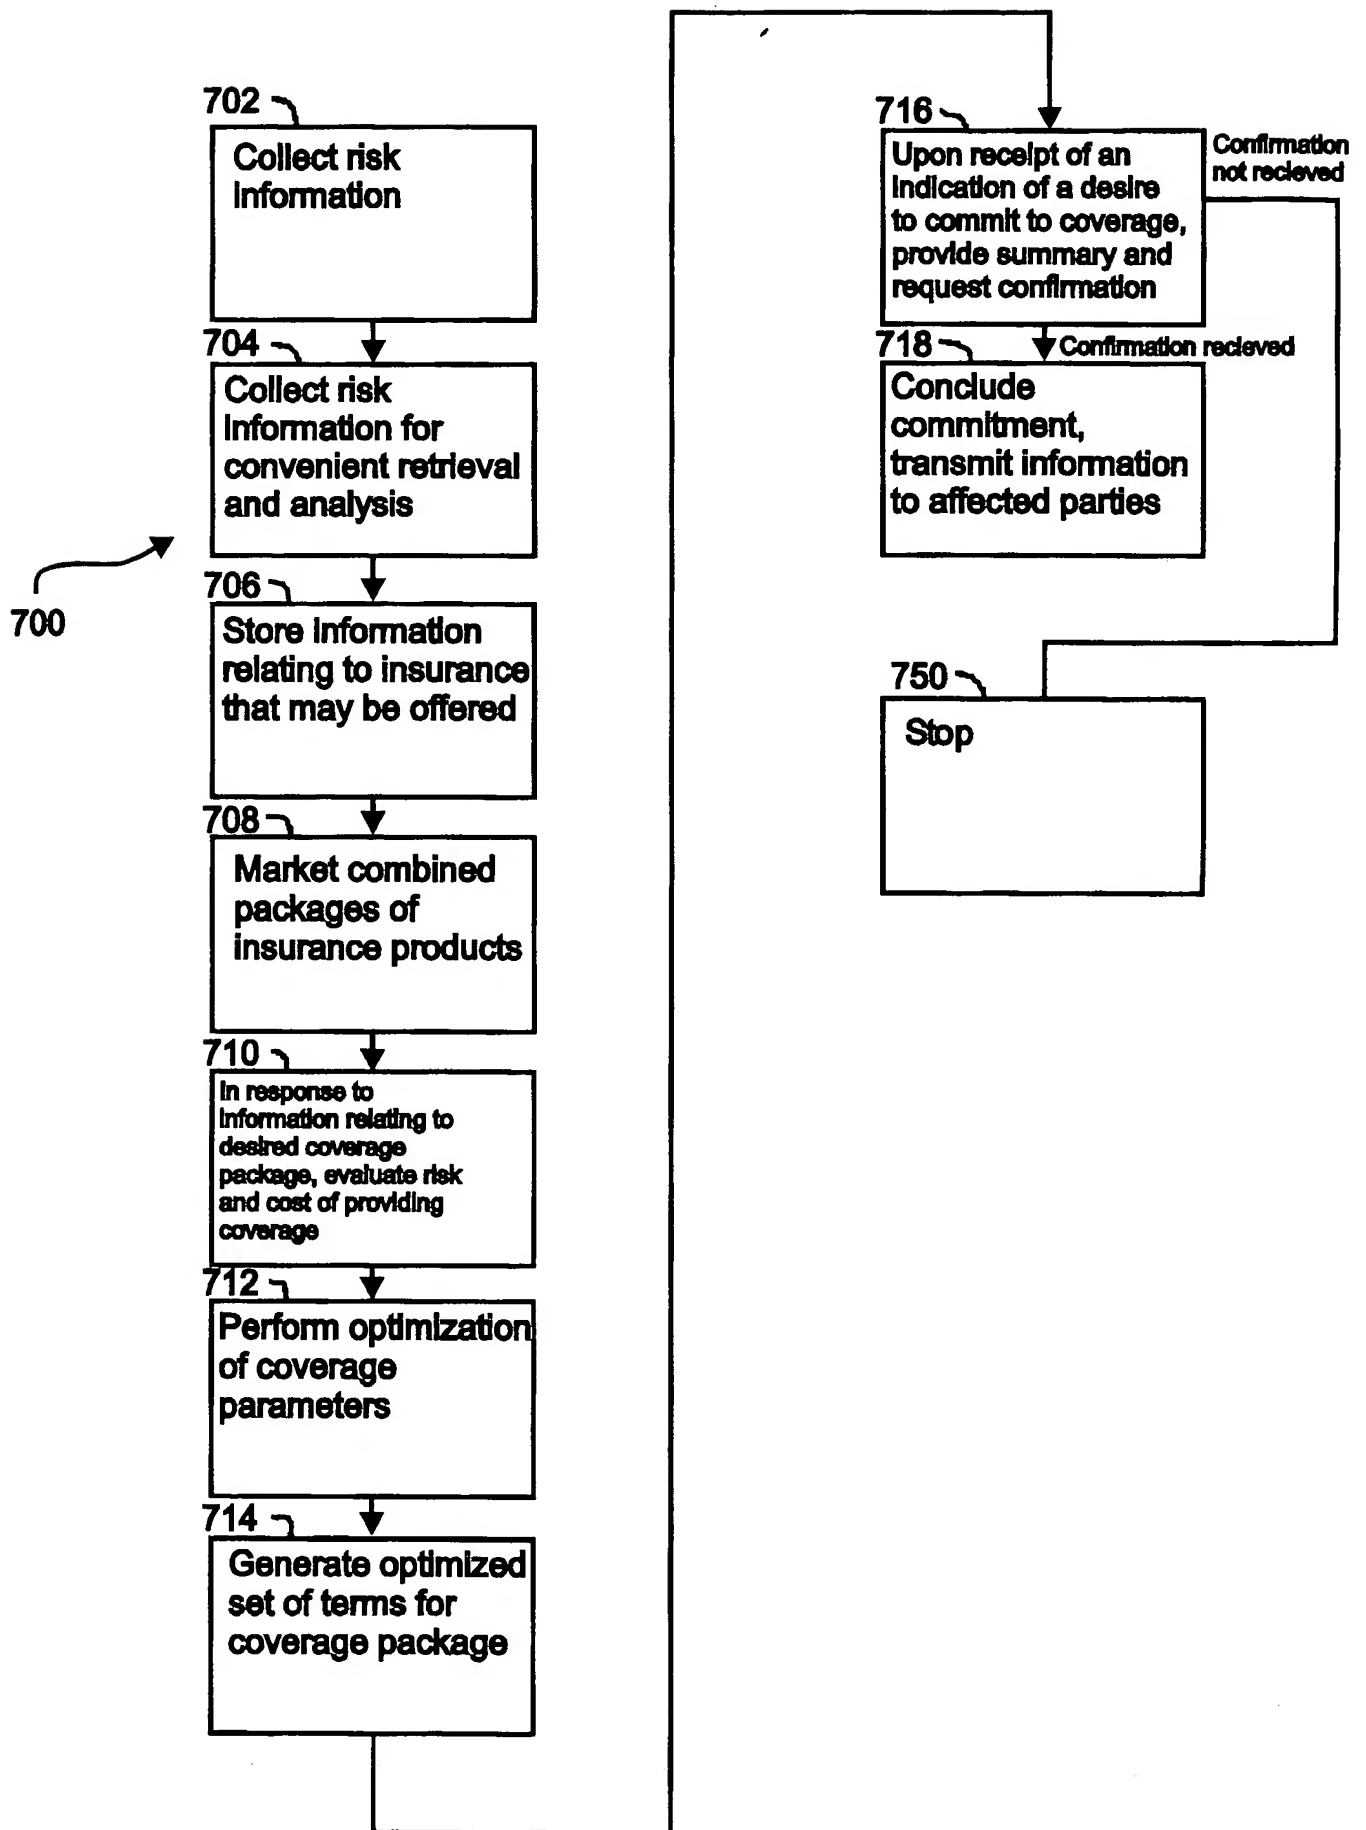 702
Collect risk
information
704
Collect risk
information for
convenient retrieval
and analysis
700
706
Store information
relating to insurance
that may be offered
708
Market combined
packages of
insurance products
710
In response to
information relating to
desired coverage
package, evaluate risk
and cost of providing
coverage
712
Perform optimization
of coverage
parameters
714
Generate optimized
set of terms for
coverage package
716
Upon receipt of an
indication of a desire
to commit to coverage,
provide summary and
request confirmation
Confirmation
not recieved
Confirmation recieved
718
Conclude
commitment,
transmit information
to affected parties
750
Stop